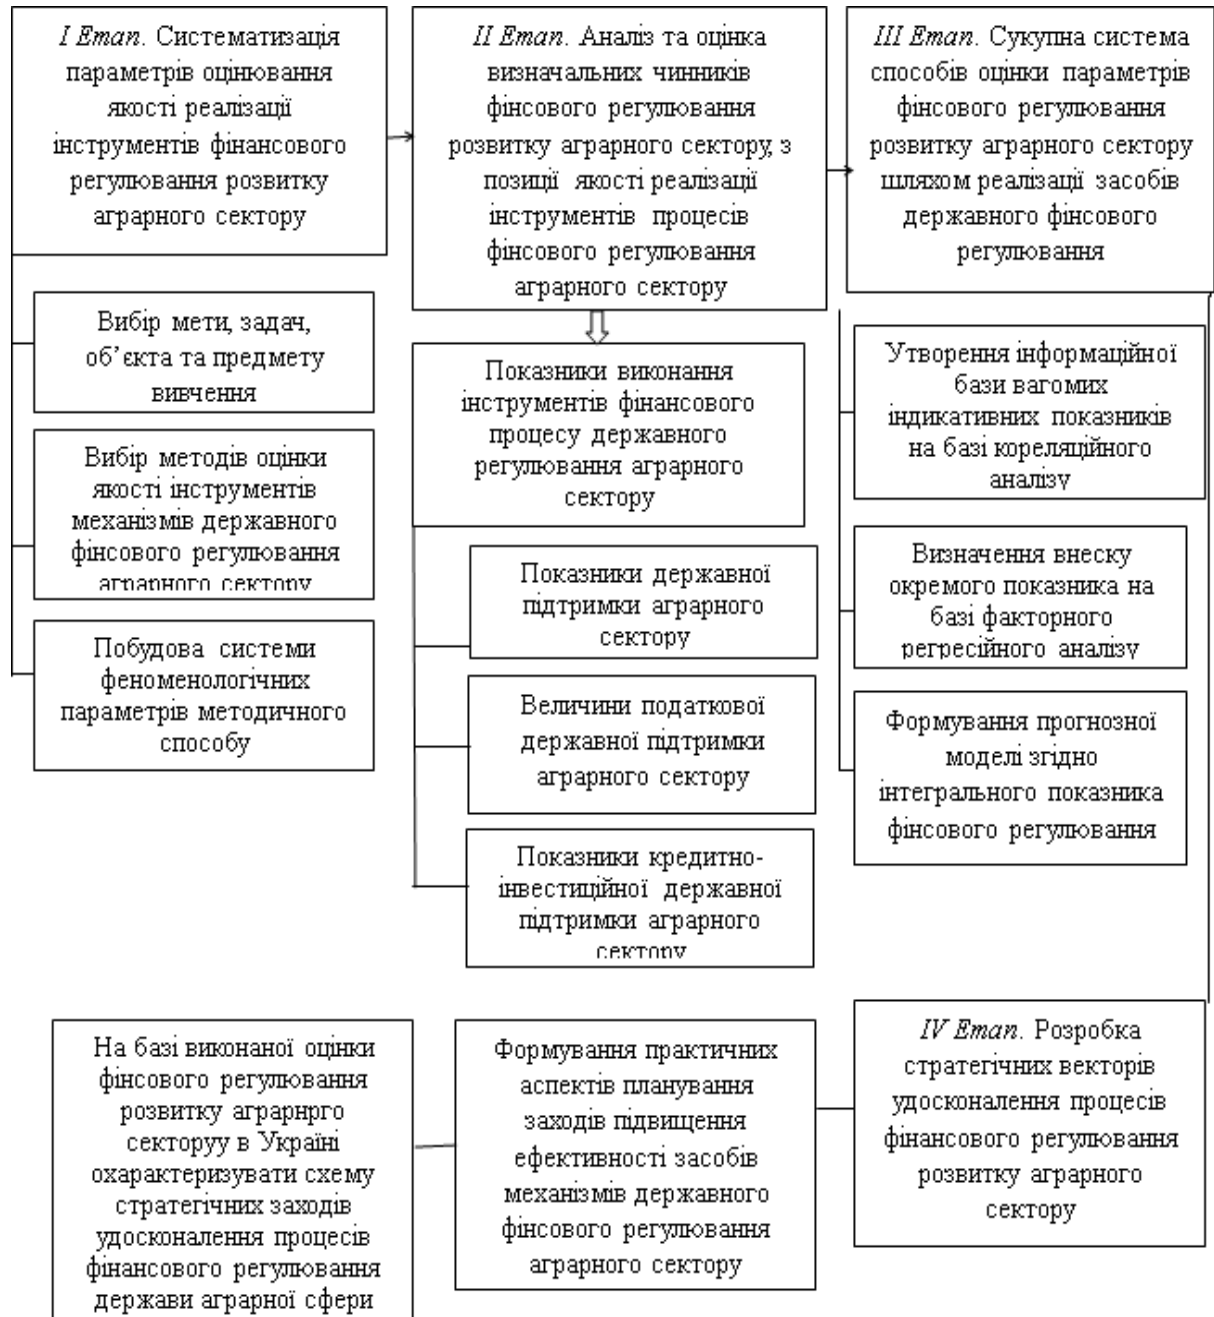 I Етап. Систематизація
параметрів оцінювання
якості реалізації
інструментів фінансового
регулювання розвитку
аграрного сектору
Вибір мети, задач,
об’єкта та предмету
вивчення
Вибір методів оцінки
якості інструментів
механізмів державного
фінсового регулювання
аграрного сектору
Побудова системи
феноменологічних
параметрів методичного
способу
II Етап. Аналіз та оцінка
визначальних чинників
фінсового регулювання
розвитку аграрного сектору, з
позиції якості реалізації
інструментів процесів
фінсового регулювання
аграрного сектору
Показники виконання
інструментів фінансового
процесу державного
регулювання аграрного
сектору
Показники державної
підтримки аграрного
сектору
Величини податкової
державної підтримки
аграрного сектору
Показники кредитно-
інвестиційної державної
підтримки аграрного
сектору
III Етап. Сукупна система
способів оцінки параметрів
фінсового регулювання
розвитку аграрного сектору
шляхом реалізації засобів
державного фінсового
регулювання
Утворення інформаційної
бази вагомих
індикативних показників
на базі кореляційного
аналізу
Визначення внеску
окремого показника на
базі факторного
регресійного аналізу
Формування прогнозної
моделі згідно
інтегрального показника
фінсового регулювання
IV Етап. Розробка
стратегічних векторів
удосконалення процесів
фінансового регулювання
розвитку аграрного
сектору
Формування практичних
аспектів планування
заходів підвищення
ефективності засобів
механізмів державного
фінсового регулювання
аграрного сектору
На базі виконаної оцінки
фінсового регулювання
розвитку аграрнрго
секторуу в Україні
охарактеризувати схему
стратегічних заходів
удосконалення процесів
фінансового регулювання
держави аграрної сфери